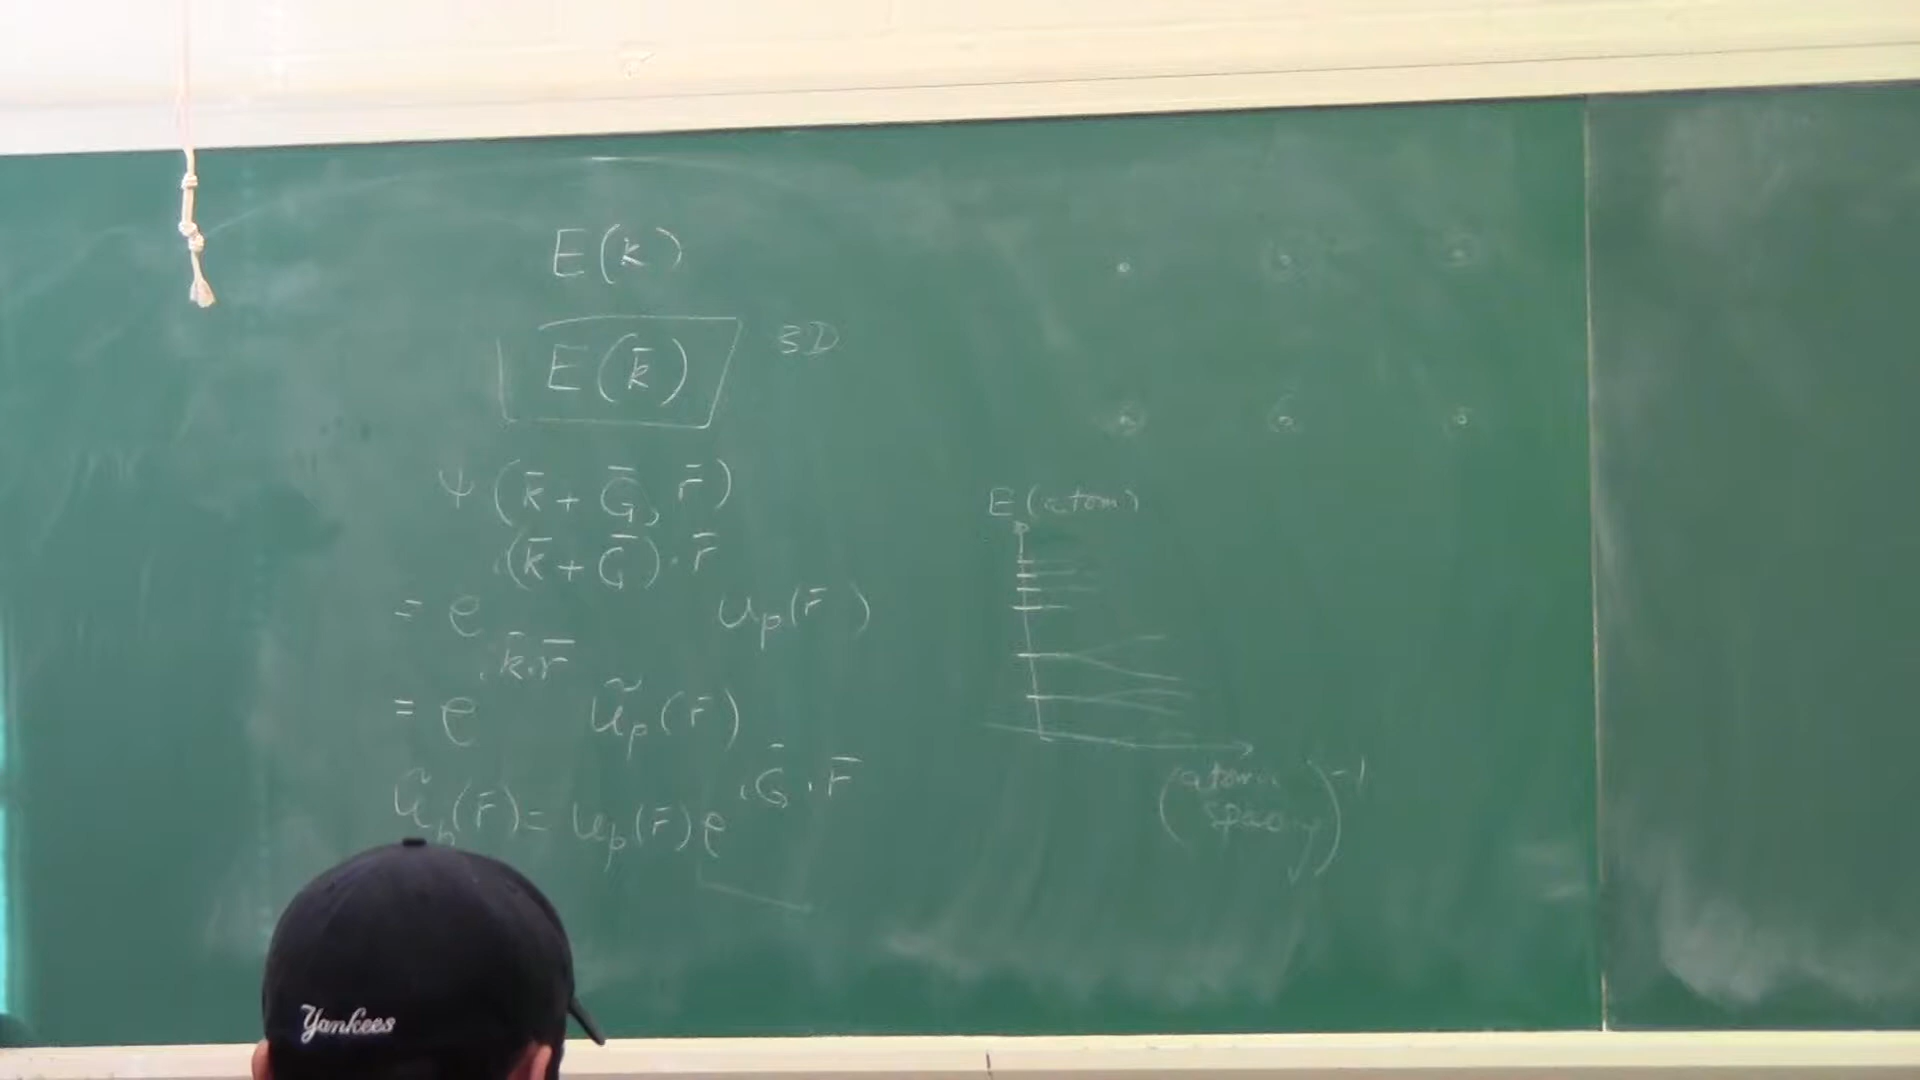 E(k)
E(k̄) 3D
ψ(k̄ + Ḡ, r̄)
= e^{i(k̄ + Ḡ)·r̄} u_p(r̄)
= e^{ik̄·r̄} ũ_p(r̄)
ũ_p(r̄) = u_p(r̄) e^{iḠ·r̄}
E (atom)
(atom
spacing)⁻¹
Yankees